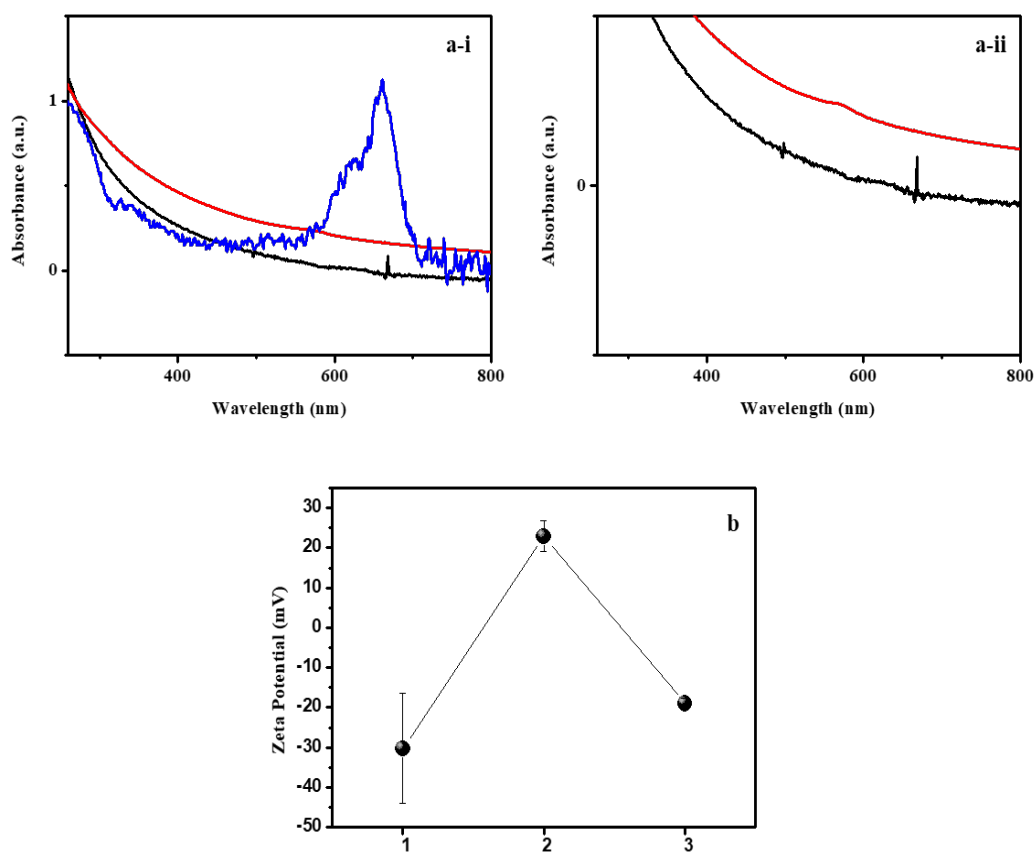 a-i
Absorbance (a.u.)
1
0
400
600
800
Wavelength (nm)
a-ii
Absorbance (a.u.)
0
400
600
800
Wavelength (nm)
b
Zeta Potential (mV)
30
20
10
0
-10
-20
-30
-40
-50
1
2
3